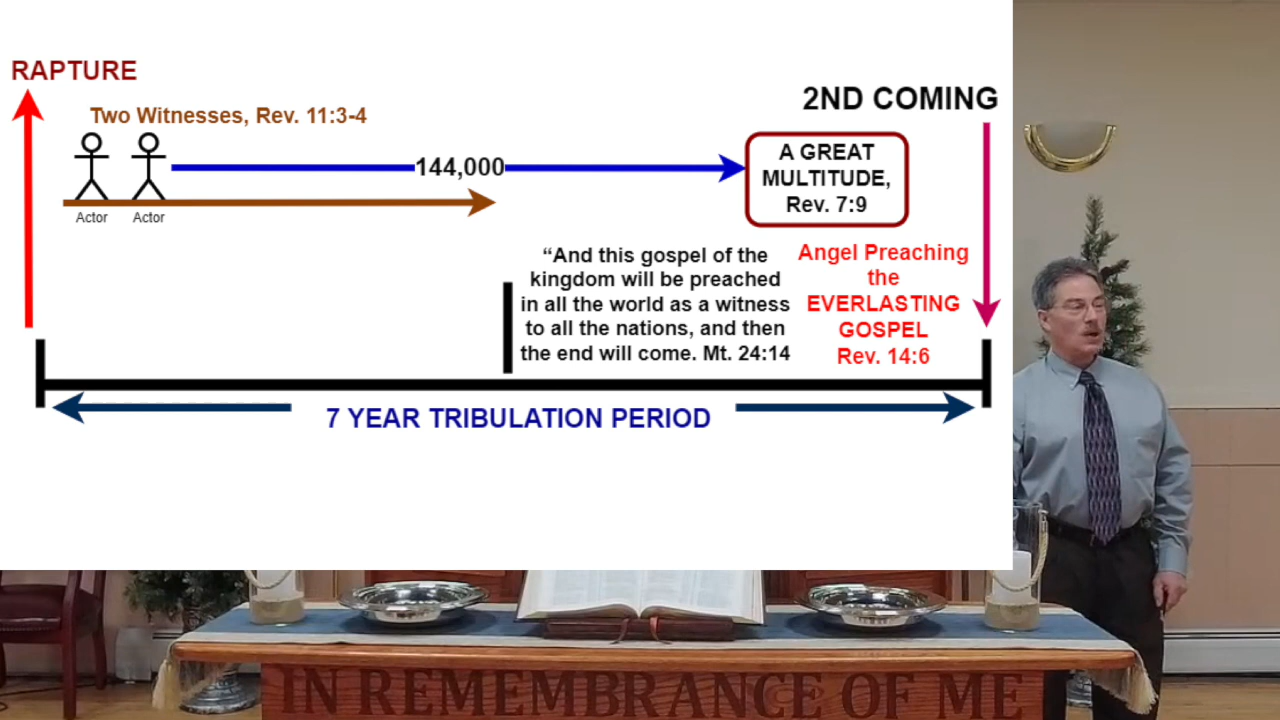 RAPTURE
2ND COMING
Two Witnesses, Rev. 11:3-4
144,000
Actor Actor
A GREAT
MULTITUDE,
Rev. 7:9
“And this gospel of the
kingdom will be preached
in all the world as a witness
to all the nations, and then
the end will come. Mt. 24:14
Angel Preaching
the
EVERLASTING
GOSPEL
Rev. 14:6
7 YEAR TRIBULATION PERIOD
IN REMEMBRANCE OF ME